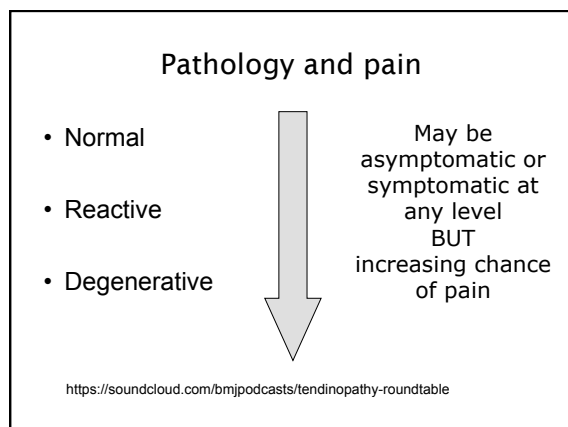 Pathology and pain
• Normal
• Reactive
• Degenerative
May be
asymptomatic or
symptomatic at
any level
BUT
increasing chance
of pain
https://soundcloud.com/bmjpodcasts/tendinopathy-roundtable